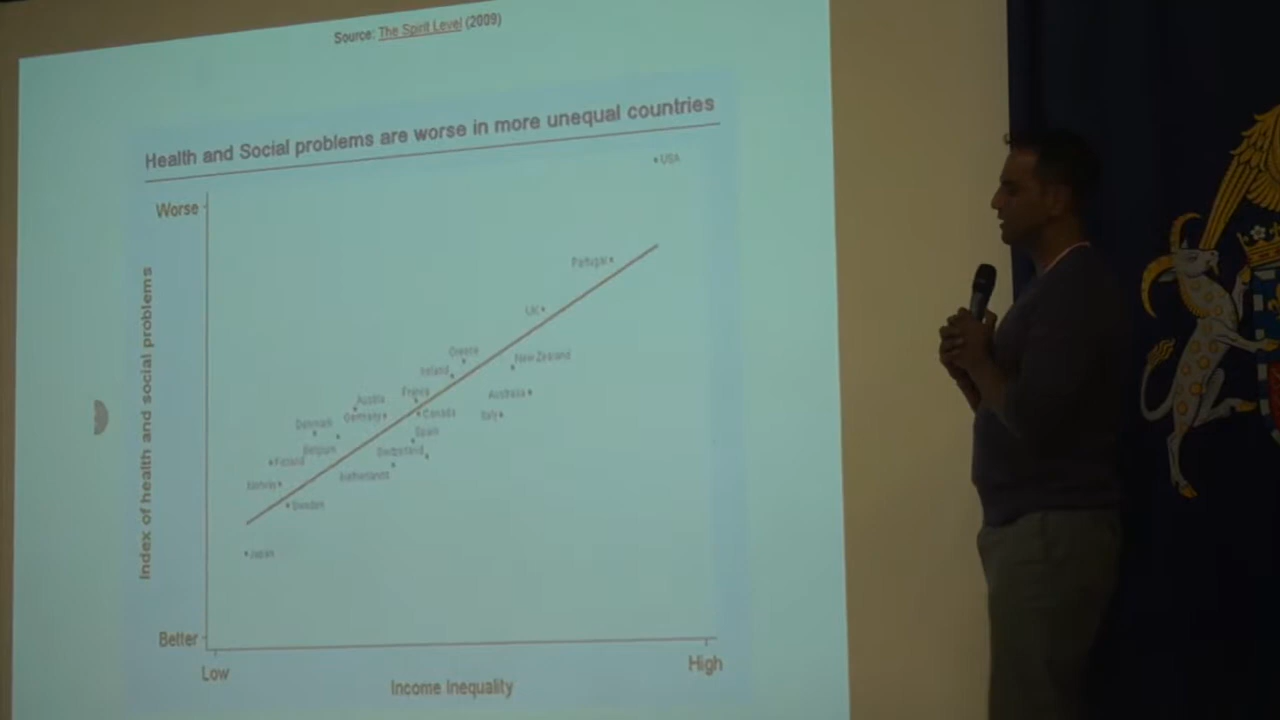 Source: The Spirit Level (2009)
Health and Social problems are worse in more unequal countries
USA
Worse
Portugal
UK
Greece
New Zealand
Ireland
France
Australia
Austria
Germany
Canada
Italy
Denmark
Spain
Belgium
Switzerland
Finland
Netherlands
Norway
Sweden
Japan
Index of health and social problems
Better
Low
High
Income Inequality